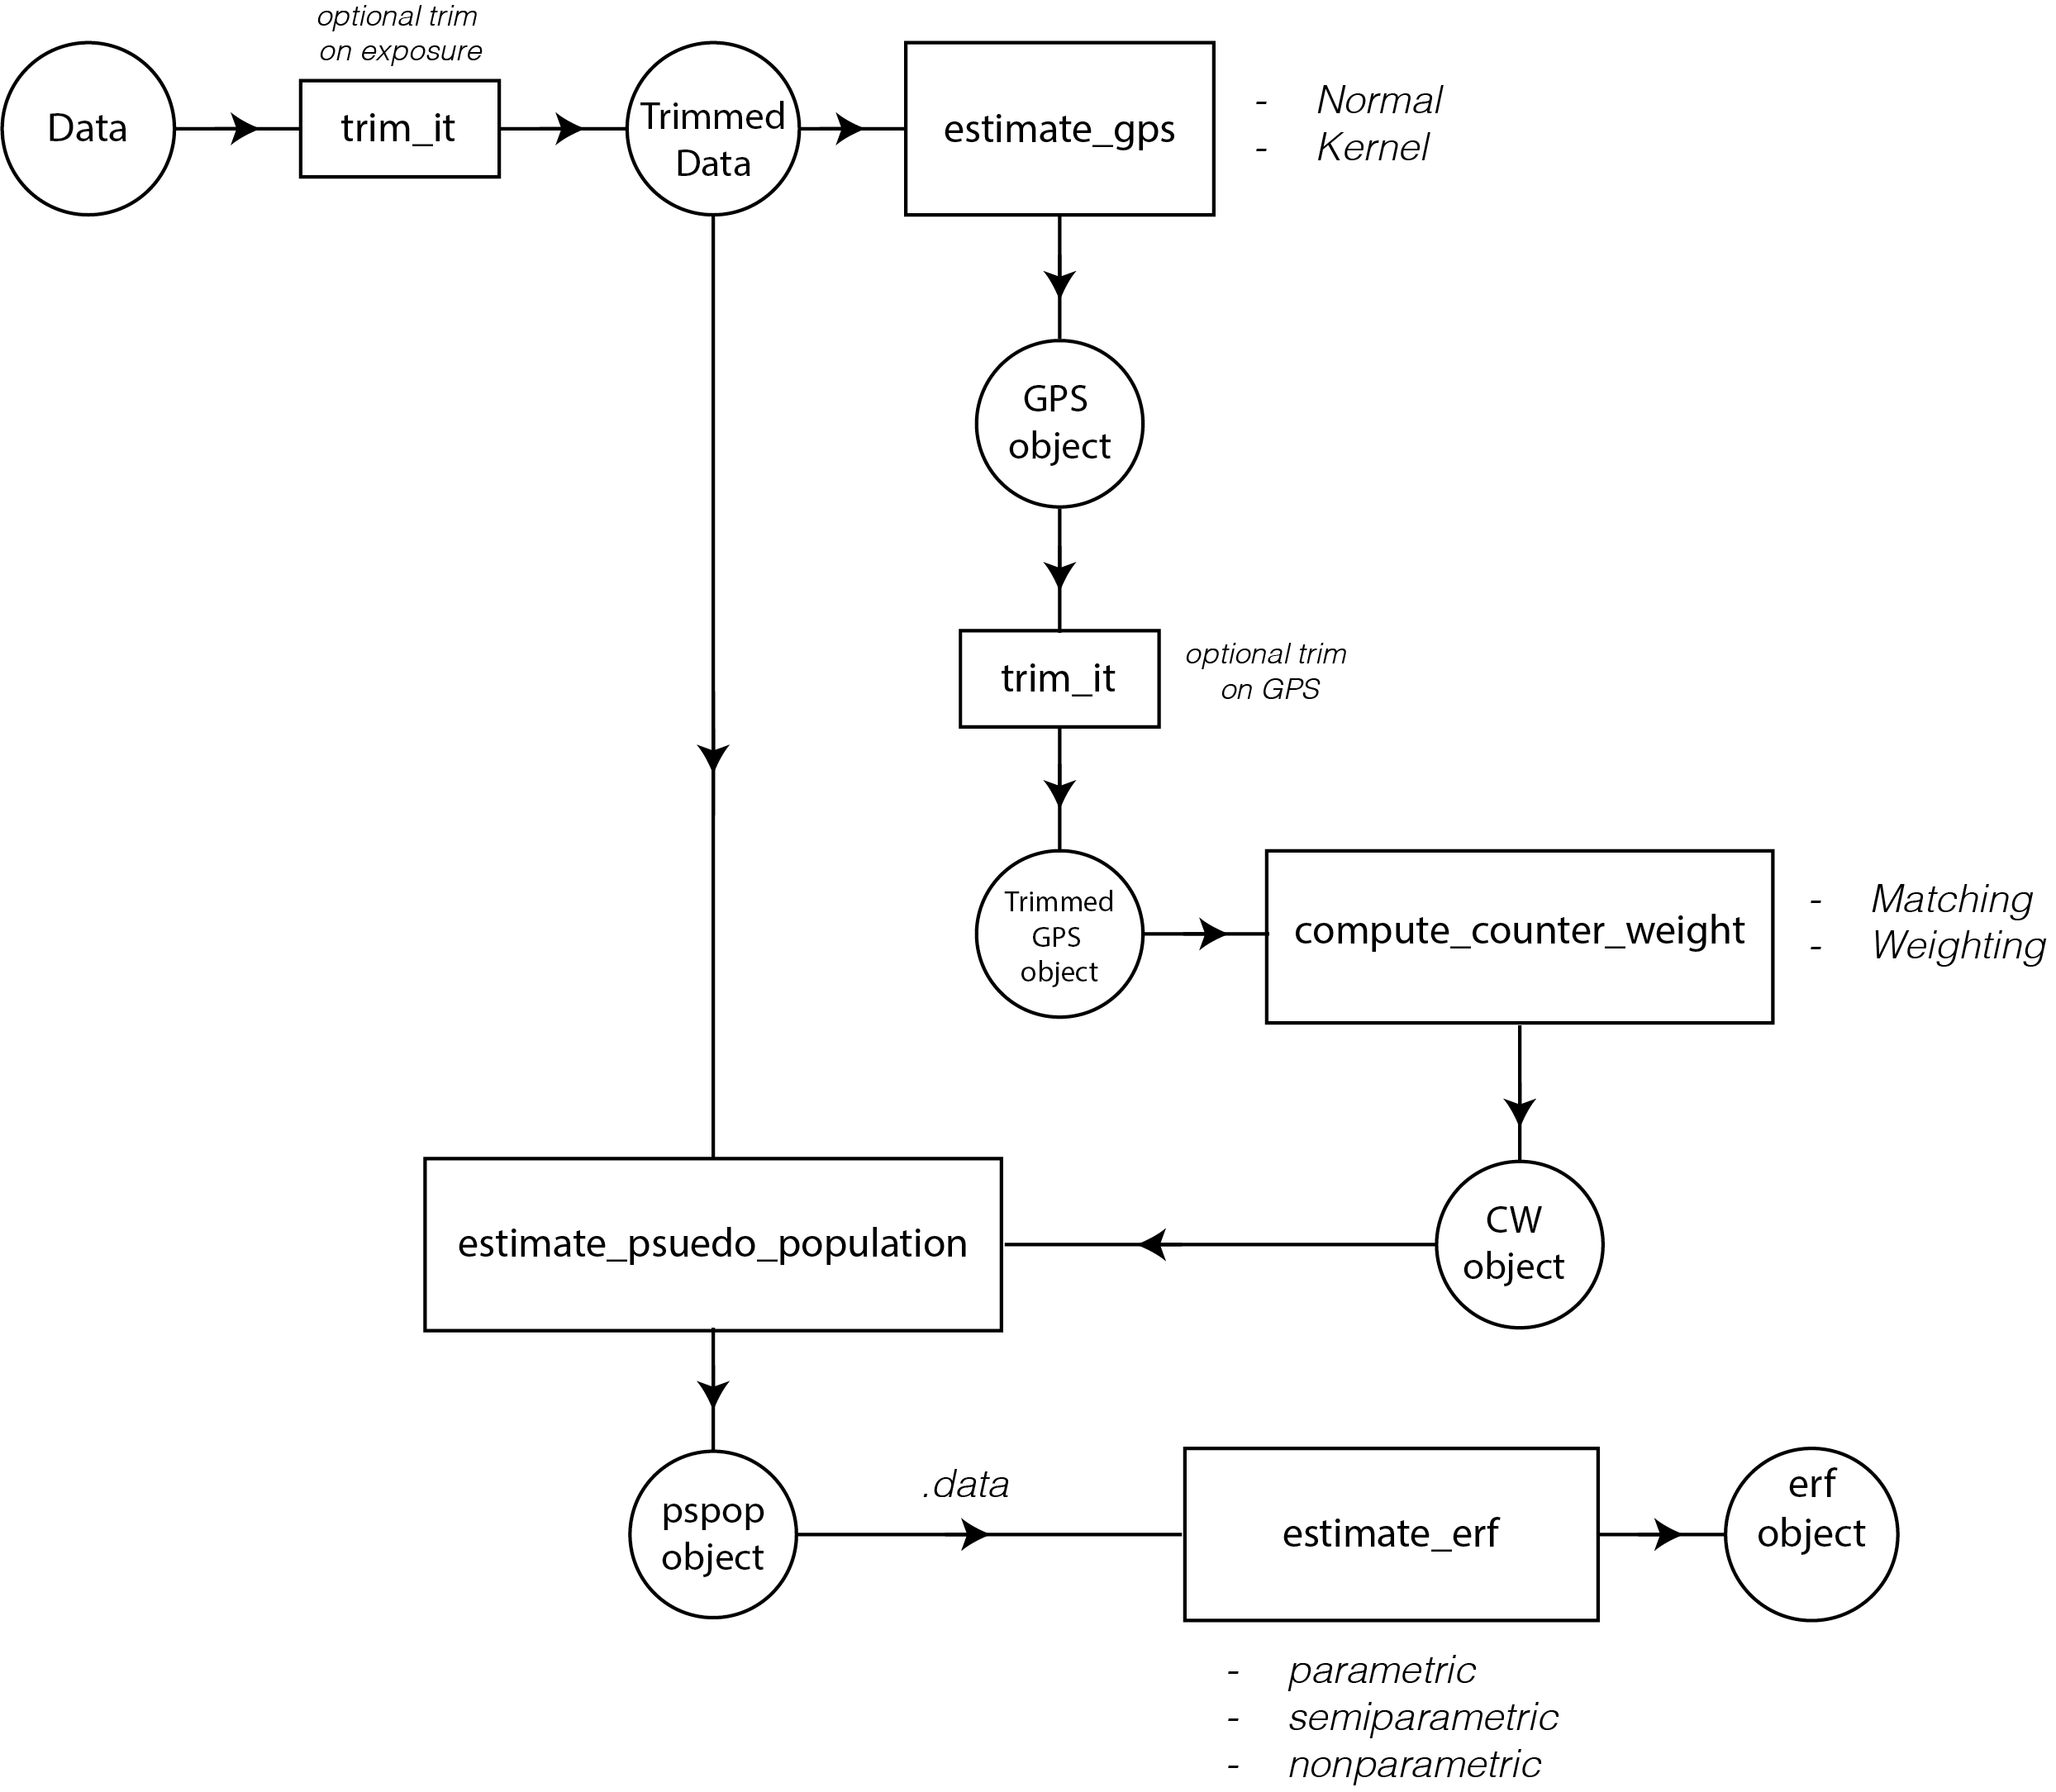 optional trim
on exposure
Data
trim_it
Trimmed
Data
estimate_gps
- Normal
- Kernel
GPS
object
trim_it
optional trim
on GPS
Trimmed
GPS
object
compute_counter_weight
- Matching
- Weighting
estimate_psuedo_population
CW
object
pspop
object
.data
estimate_erf
erf
object
- parametric
- semiparametric
- nonparametric